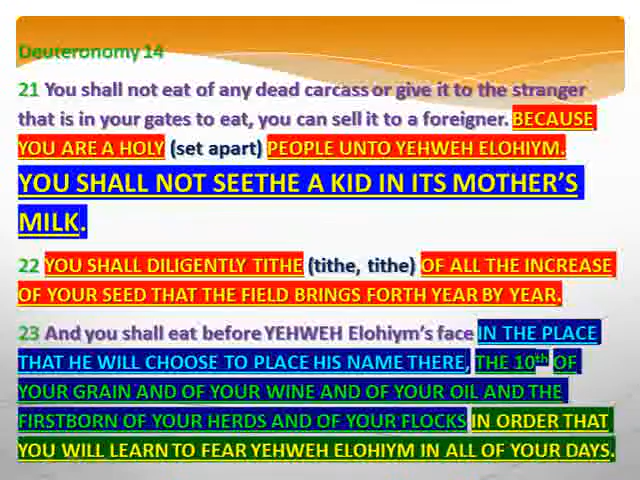 Deuteronomy 14
21 You shall not eat of any dead carcass or give it to the stranger
that is in your gates to eat, you can sell it to a foreigner. BECAUSE
YOU ARE A HOLY (set apart) PEOPLE UNTO YEHWEH ELOHIYM.
YOU SHALL NOT SEETHE A KID IN ITS MOTHER'S
MILK.
22 YOU SHALL DILIGENTLY TITHE (tithe, tithe) OF ALL THE INCREASE
OF YOUR SEED THAT THE FIELD BRINGS FORTH YEAR BY YEAR.
23 And you shall eat before YEHWEH Elohiym's face IN THE PLACE
THAT HE WILL CHOOSE TO PLACE HIS NAME THERE, THE 10th OF
YOUR GRAIN AND OF YOUR WINE AND OF YOUR OIL AND THE
FIRSTBORN OF YOUR HERDS AND OF YOUR FLOCKS IN ORDER THAT
YOU WILL LEARN TO FEAR YEHWEH ELOHIYM IN ALL OF YOUR DAYS.